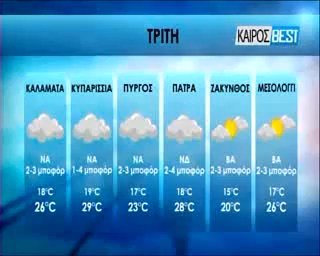 ΤΡΙΤΗ
ΚΑΙΡΟΣ BEST
ΚΑΛΑΜΑΤΑ ΚΥΠΑΡΙΣΣΙΑ ΠΥΡΓΟΣ ΠΑΤΡΑ ΖΑΚΥΝΘΟΣ ΜΕΣΟΛΟΓΓΙ
ΝΑ ΝΑ ΝΑ ΝΔ ΒΑ ΒΑ
2-3 μποφόρ 1-4 μποφόρ 2-3 μποφόρ 2-4 μποφόρ 2-3 μποφόρ 2-3 μποφόρ
18°C 19°C 17°C 18°C 15°C 17°C
26°C 29°C 23°C 28°C 20°C 26°C